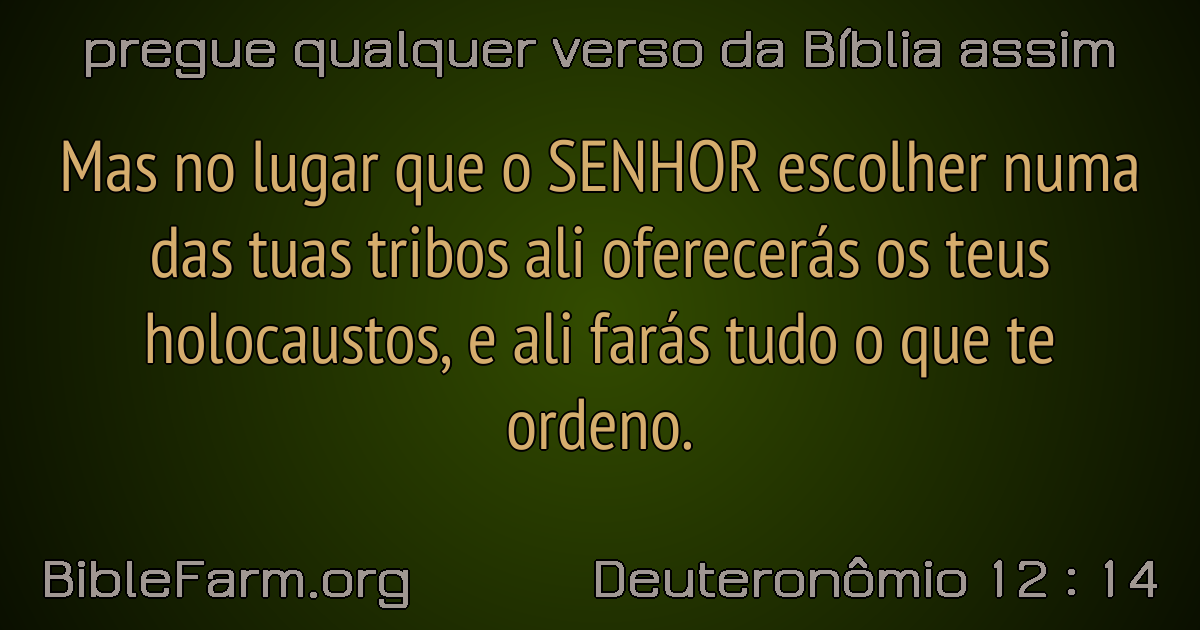 pregue qualquer verso da Bíblia assim
Mas no lugar que o SENHOR escolher numa
das tuas tribos ali oferecerás os teus
holocaustos, e ali farás tudo o que te
ordeno.
BibleFarm.org
Deuteronômio 12 : 14